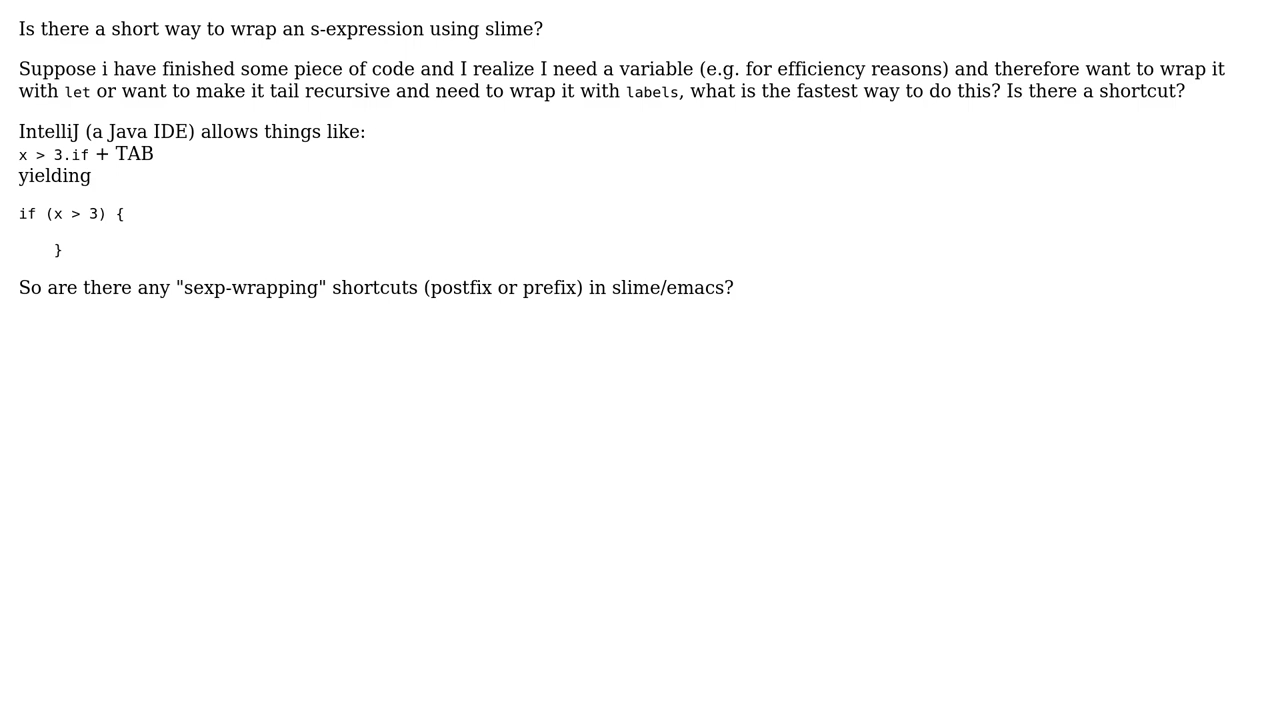 Is there a short way to wrap an s-expression using slime?
Suppose i have finished some piece of code and I realize I need a variable (e.g. for efficiency reasons) and therefore want to wrap it
with let or want to make it tail recursive and need to wrap it with labels, what is the fastest way to do this? Is there a shortcut?
IntelliJ (a Java IDE) allows things like:
x > 3.if + TAB
yielding
if (x > 3) {
}
So are there any "sexp-wrapping" shortcuts (postfix or prefix) in slime/emacs?